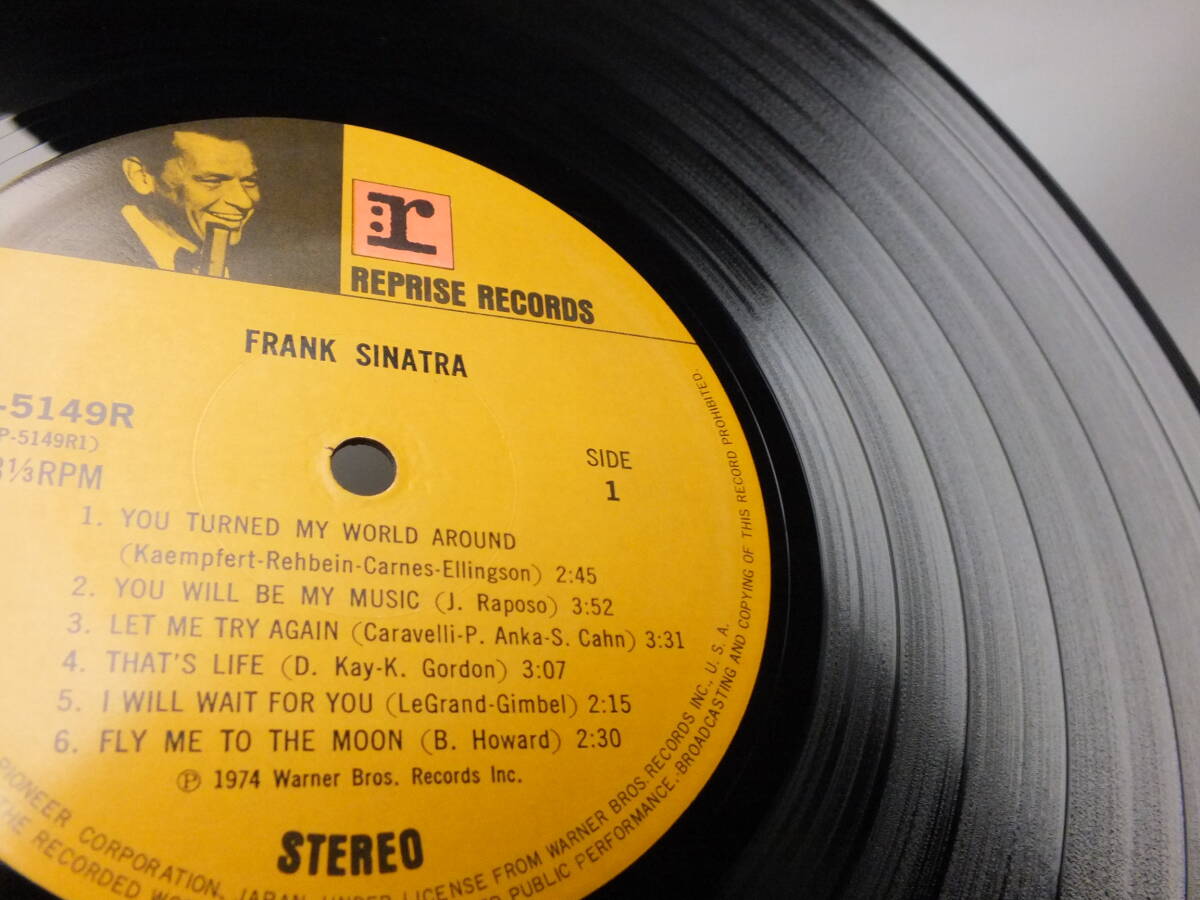 r
REPRISE RECORDS
FRANK SINATRA
-5149R
P-5149R1)
⅓RPM
SIDE
1
1. YOU TURNED MY WORLD AROUND
(Kaempfert-Rehbein-Carnes-Ellingson) 2:45
2. YOU WILL BE MY MUSIC (J. Raposo) 3:52
3. LET ME TRY AGAIN (Caravelli-P. Anka-S. Cahn) 3:31
4. THAT'S LIFE (D. Kay-K. Gordon) 3:07
5. I WILL WAIT FOR YOU (LeGrand-Gimbel) 2:15
6. FLY ME TO THE MOON (B. Howard) 2:30
Ⓟ 1974 Warner Bros. Records Inc.
STEREO
PIONEER CORPORATION, JAPAN, UNDER LICENSE FROM WARNER BROS. RECORDS INC., U.S.A.
THE RECORDED PUBLIC PERFORMANCE, BROADCASTING AND COPYING OF THIS RECORD PROHIBITED.